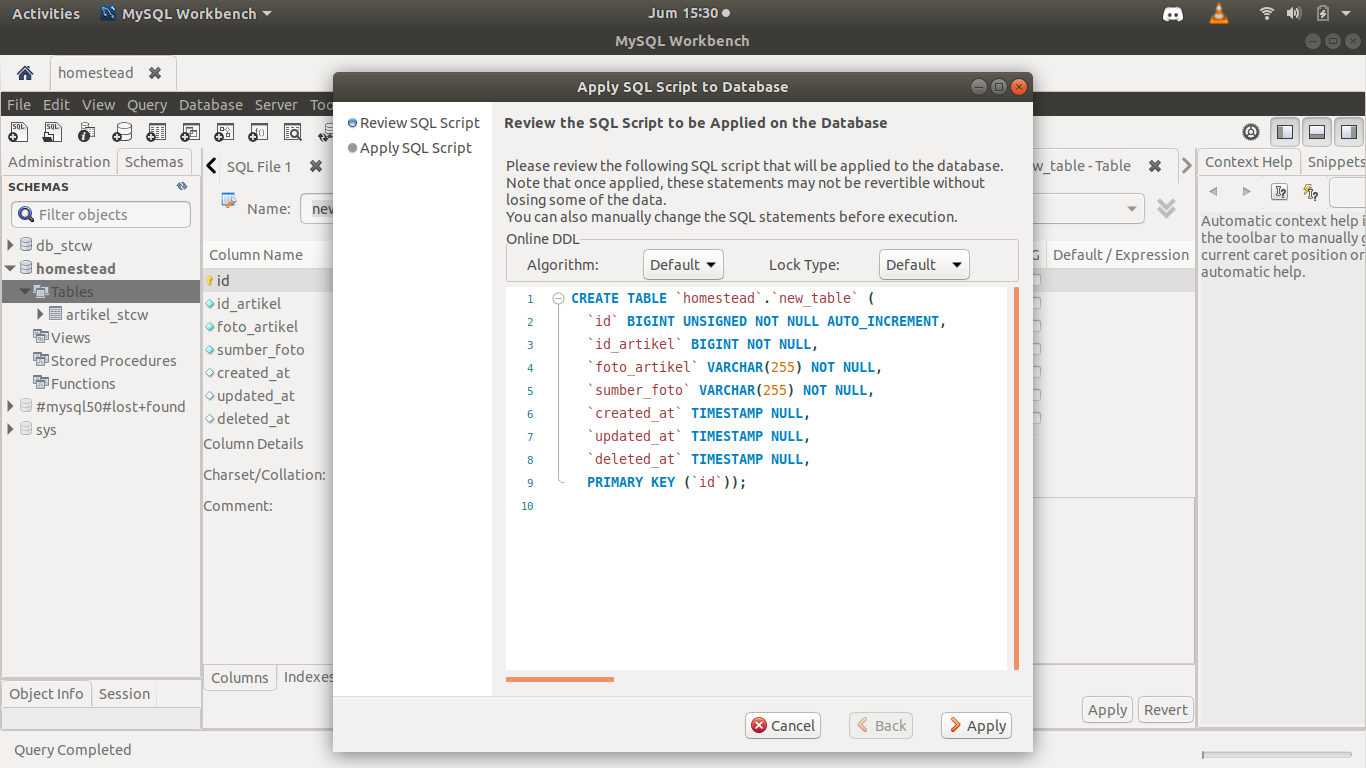 Activities MySQL Workbench Jum 15:30
MySQL Workbench
homestead
File Edit View Query Database Server
Administration Schemas
SCHEMAS
Filter objects
db_stcw
homestead
Tables
artikel_stcw
Views
Stored Procedures
Functions
#mysql50#lost+found
sys
Object Info Session
Query Completed
SQL File 1
Name:
Column Name
id
id_artikel
foto_artikel
sumber_foto
created_at
updated_at
deleted_at
Column Details
Charset/Collation:
Comment:
Columns Indexes
Apply SQL Script to Database
Review SQL Script
Apply SQL Script
Review the SQL Script to be Applied on the Database
Please review the following SQL script that will be applied to the database.
Note that once applied, these statements may not be revertible without
losing some of the data.
You can also manually change the SQL statements before execution.
Online DDL
Algorithm: Default Lock Type: Default
1 CREATE TABLE `homestead`.`new_table` (
2 `id` BIGINT UNSIGNED NOT NULL AUTO_INCREMENT,
3 `id_artikel` BIGINT NOT NULL,
4 `foto_artikel` VARCHAR(255) NOT NULL,
5 `sumber_foto` VARCHAR(255) NOT NULL,
6 `created_at` TIMESTAMP NULL,
7 `updated_at` TIMESTAMP NULL,
8 `deleted_at` TIMESTAMP NULL,
9 PRIMARY KEY (`id`));
10
Cancel Back Apply
w_table - Table
G Default / Expression
Apply Revert
Context Help Snippets
Automatic context help i
the toolbar to manually g
current caret position or
automatic help.